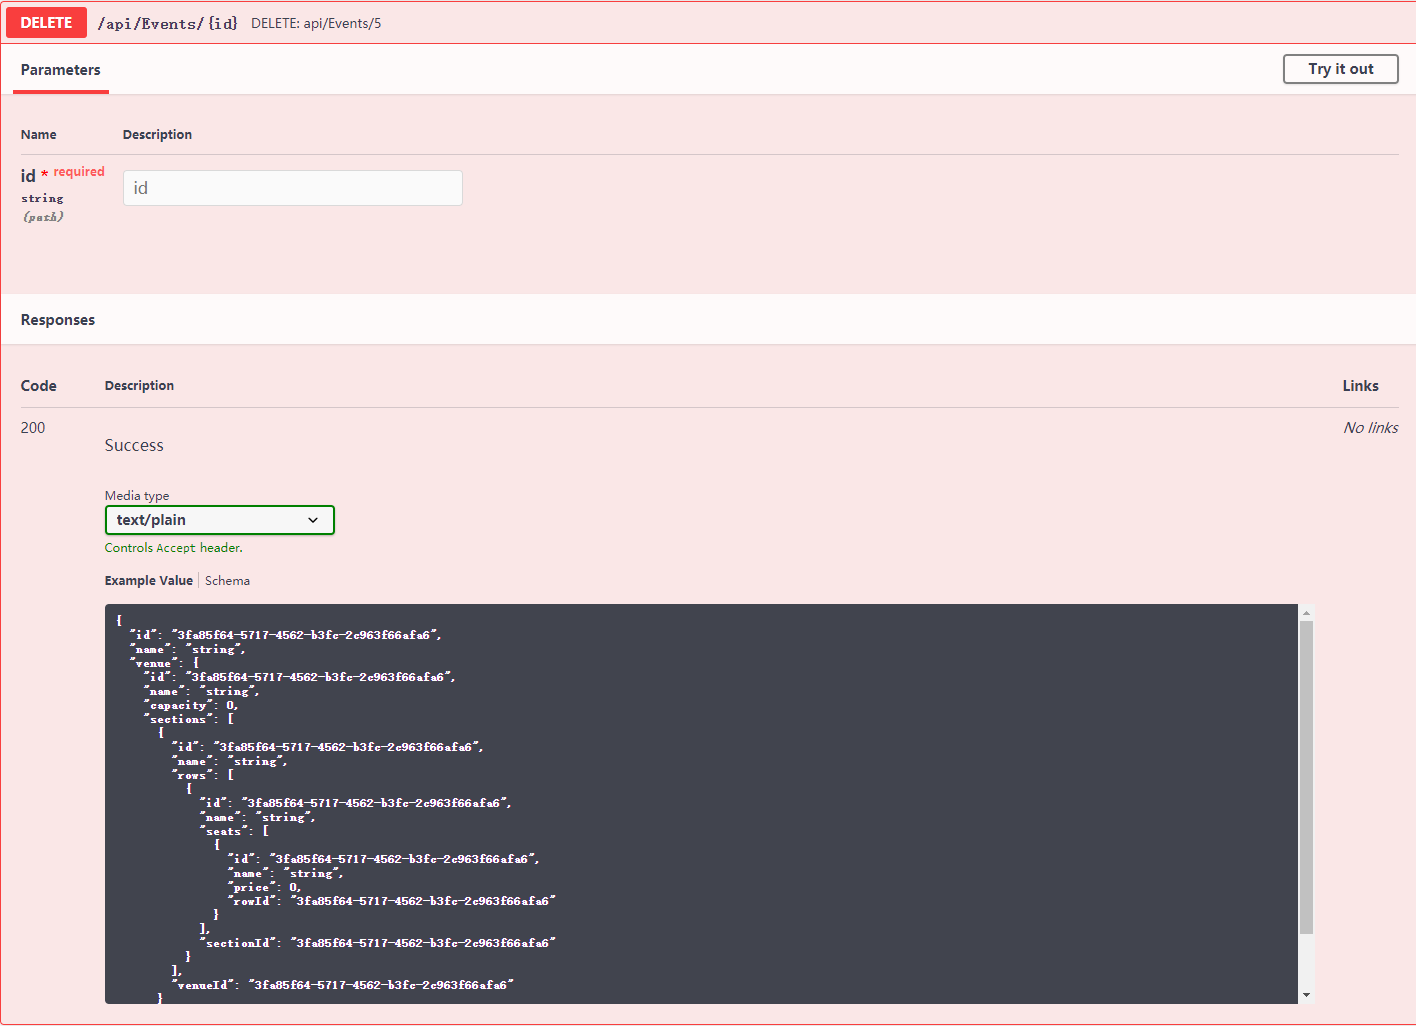 DELETE /api/Events/{id} DELETE: api/Events/5
Parameters Try it out
Name Description
id * required
string
(path)
id
Responses
Code Description Links
200 Success No links
Media type
text/plain
Controls Accept header.
Example Value Schema
{
  "id": "3fa85f64-5717-4562-b3fc-2c963f66afa6",
  "name": "string",
  "venue": {
    "id": "3fa85f64-5717-4562-b3fc-2c963f66afa6",
    "name": "string",
    "capacity": 0,
    "sections": [
      {
        "id": "3fa85f64-5717-4562-b3fc-2c963f66afa6",
        "name": "string",
        "rows": [
          {
            "id": "3fa85f64-5717-4562-b3fc-2c963f66afa6",
            "name": "string",
            "seats": [
              {
                "id": "3fa85f64-5717-4562-b3fc-2c963f66afa6",
                "name": "string",
                "price": 0,
                "rowId": "3fa85f64-5717-4562-b3fc-2c963f66afa6"
              }
            ],
            "sectionId": "3fa85f64-5717-4562-b3fc-2c963f66afa6"
          }
        ],
        "venueId": "3fa85f64-5717-4562-b3fc-2c963f66afa6"
      }